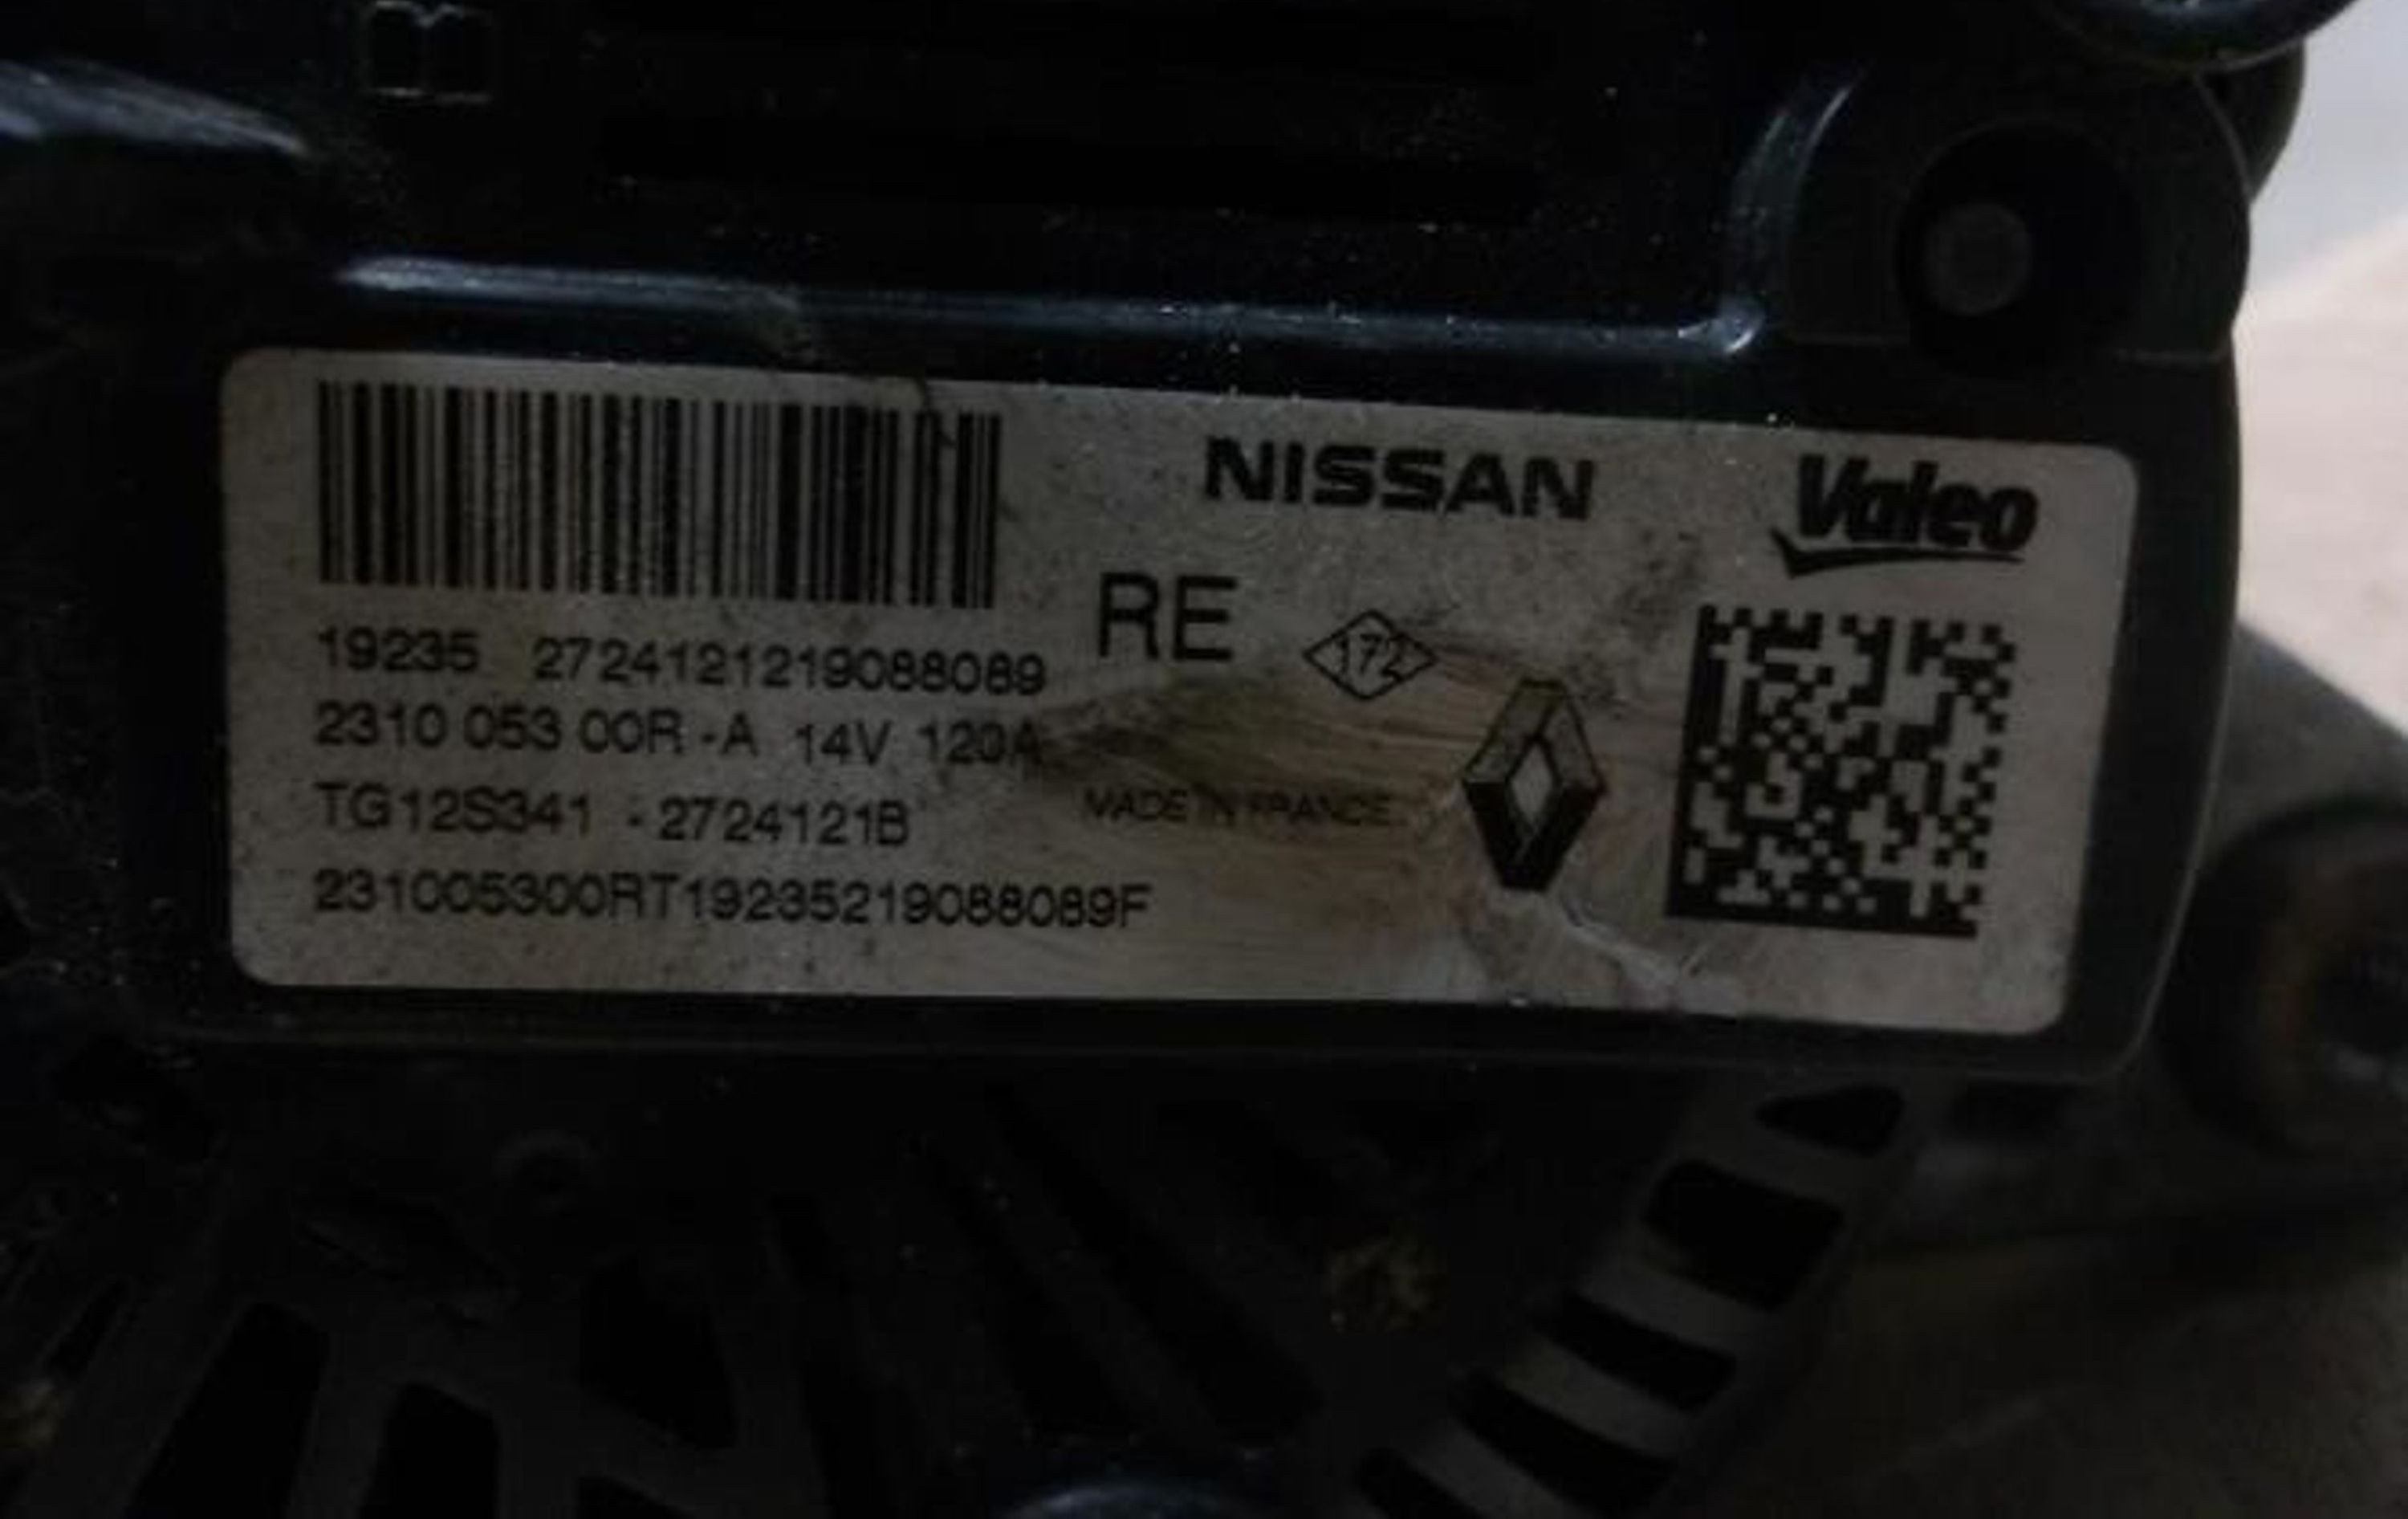 B
NISSAN
Valeo
RE
172
19235 2724121219088089
2310 053 00R -A 14V 120A
MADE IN FRANCE
TG12S341 - 2724121B
231005300RT19235219088089F